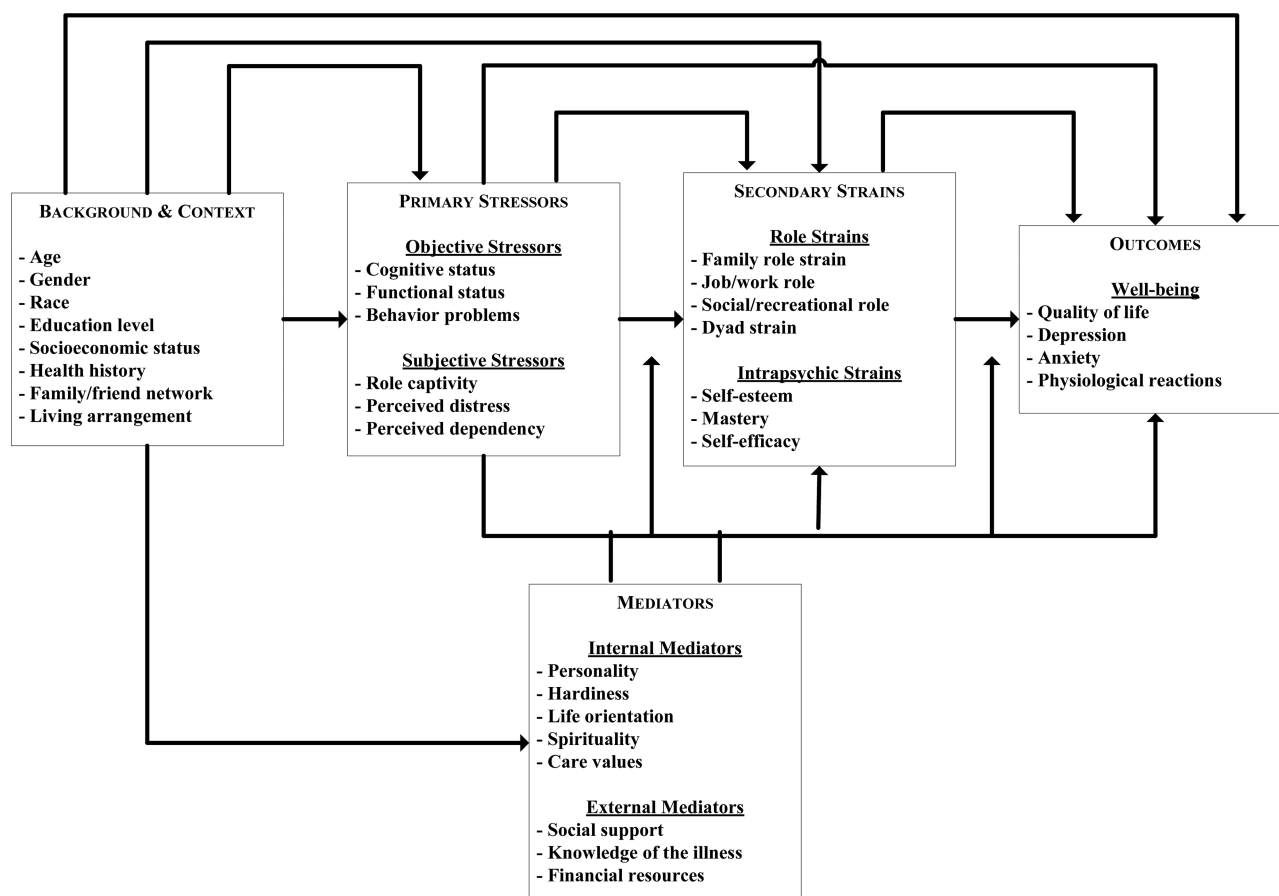 BACKGROUND & CONTEXT
- Age
- Gender
- Race
- Education level
- Socioeconomic status
- Health history
- Family/friend network
- Living arrangement
PRIMARY STRESSORS
Objective Stressors
- Cognitive status
- Functional status
- Behavior problems
Subjective Stressors
- Role captivity
- Perceived distress
- Perceived dependency
SECONDARY STRAINS
Role Strains
- Family role strain
- Job/work role
- Social/recreational role
- Dyad strain
Intrapsychic Strains
- Self-esteem
- Mastery
- Self-efficacy
OUTCOMES
Well-being
- Quality of life
- Depression
- Anxiety
- Physiological reactions
MEDIATORS
Internal Mediators
- Personality
- Hardiness
- Life orientation
- Spirituality
- Care values
External Mediators
- Social support
- Knowledge of the illness
- Financial resources